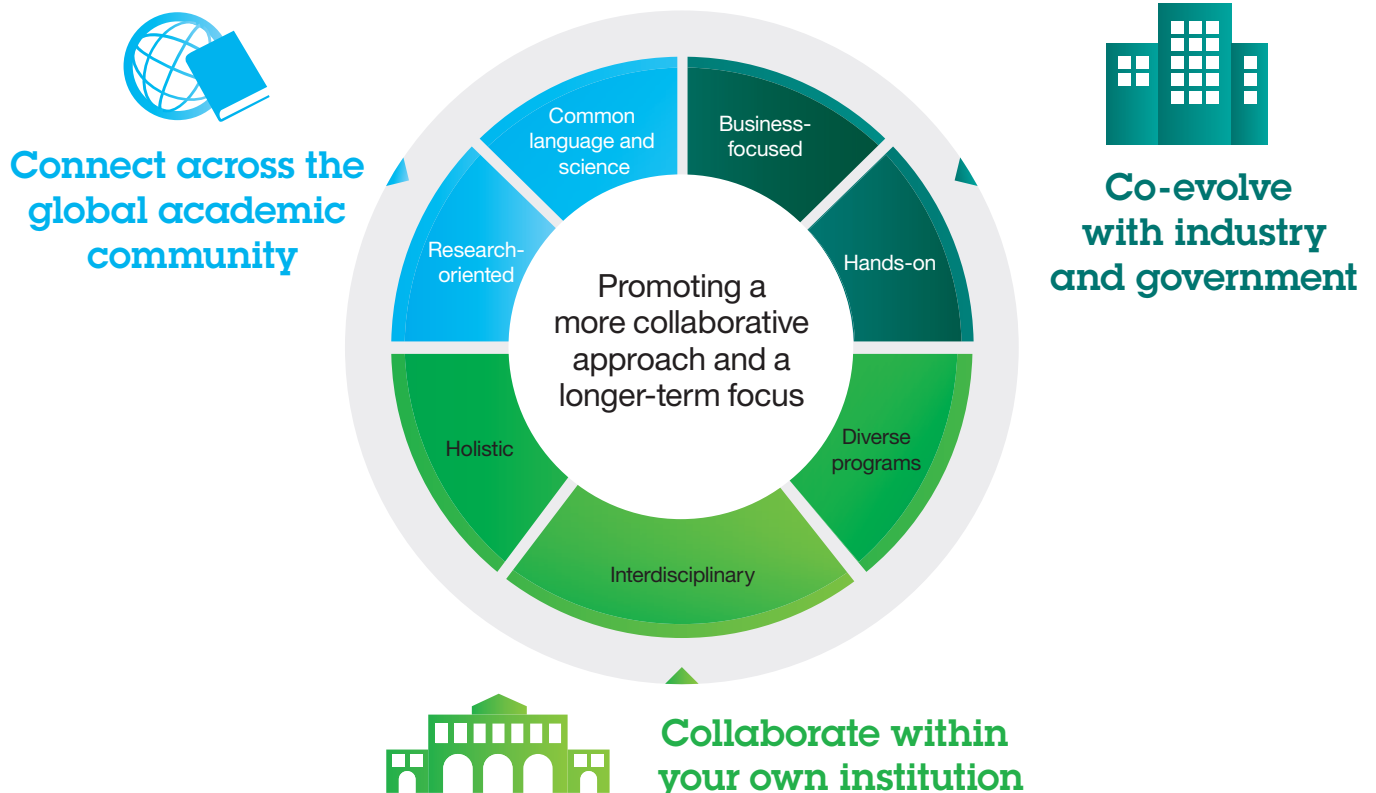 Connect across the
global academic
community
Common
language and
science
Research-
oriented
Business-
focused
Hands-on
Co-evolve
with industry
and government
Promoting a
more collaborative
approach and a
longer-term focus
Holistic
Interdisciplinary
Diverse
programs
Collaborate within
your own institution